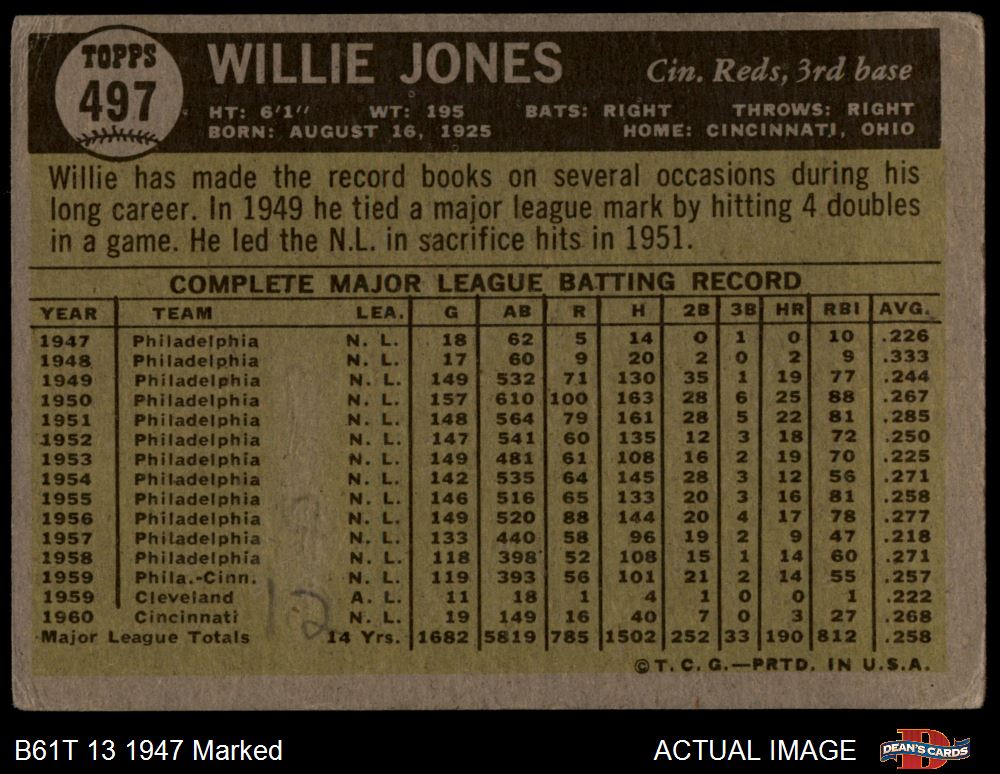 TOPPS
497
WILLIE JONES Cin. Reds, 3rd base
HT: 6'1" WT: 195 BATS: RIGHT THROWS: RIGHT
BORN: AUGUST 16, 1925 HOME: CINCINNATI, OHIO
Willie has made the record books on several occasions during his
long career. In 1949 he tied a major league mark by hitting 4 doubles
in a game. He led the N.L. in sacrifice hits in 1951.
COMPLETE MAJOR LEAGUE BATTING RECORD
YEAR TEAM LEA. G AB R H 2B 3B HR RBI AVG.
1947 Philadelphia N. L. 18 62 5 14 0 1 0 10 .226
1948 Philadelphia N. L. 17 60 9 20 2 0 2 9 .333
1949 Philadelphia N. L. 149 532 71 130 35 1 19 77 .244
1950 Philadelphia N. L. 157 610 100 163 28 6 25 88 .267
1951 Philadelphia N. L. 148 564 79 161 28 5 22 81 .285
1952 Philadelphia N. L. 147 541 60 135 12 3 18 72 .250
1953 Philadelphia N. L. 149 481 61 108 16 2 19 70 .225
1954 Philadelphia N. L. 142 535 64 145 28 3 12 56 .271
1955 Philadelphia N. L. 146 516 65 133 20 3 16 81 .258
1956 Philadelphia N. L. 149 520 88 144 20 4 17 78 .277
1957 Philadelphia N. L. 133 440 58 96 19 2 9 47 .218
1958 Philadelphia N. L. 118 398 52 108 15 1 14 60 .271
1959 Phila.-Cinn. N. L. 119 393 56 101 21 2 14 55 .257
1959 Cleveland A. L. 11 18 1 4 1 0 0 1 .222
1960 Cincinnati N. L. 19 149 16 40 7 0 3 27 .268
Major League Totals 14 Yrs. 1682 5819 785 1502 252 33 190 812 .258
12
© T. C. G.—PRTD. IN U.S.A.
B61T 13 1947 Marked ACTUAL IMAGE DEAN'S CARDS